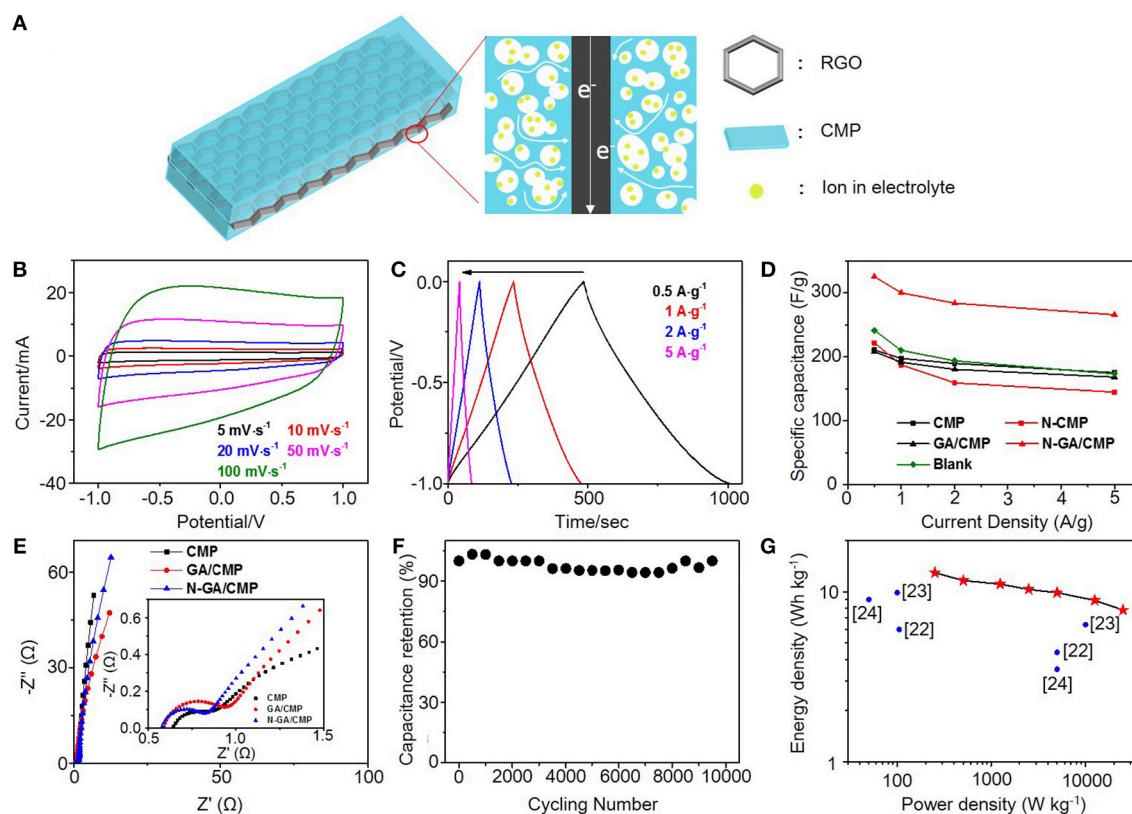 A
e⁻
e⁻
: RGO
: CMP
: Ion in electrolyte
B
Current/mA
20
0
-20
-40
5 mV·s⁻¹ 10 mV·s⁻¹
20 mV·s⁻¹ 50 mV·s⁻¹
100 mV·s⁻¹
-1.0 -0.5 0.0 0.5 1.0
Potential/V
C
Potential/V
0.0
-0.5
-1.0
0.5 A·g⁻¹
1 A·g⁻¹
2 A·g⁻¹
5 A·g⁻¹
0 500 1000
Time/sec
D
Specific capacitance (F/g)
300
200
100
0
CMP N-CMP
GA/CMP N-GA/CMP
Blank
0 1 2 3 4 5
Current Density (A/g)
E
-Z'' (Ω)
60
30
0
CMP
GA/CMP
N-GA/CMP
-Z'' (Ω)
0.6
0.4
0.2
0.0
CMP
GA/CMP
N-GA/CMP
0.5 1.0 1.5
Z' (Ω)
0 50 100
Z' (Ω)
F
Capacitance retention (%)
90
60
30
0
0 2000 4000 6000 8000 10000
Cycling Number
G
Energy density (Wh kg⁻¹)
10
1
[24]
[23]
[22]
[23]
[22]
[24]
100 1000 10000
Power density (W kg⁻¹)